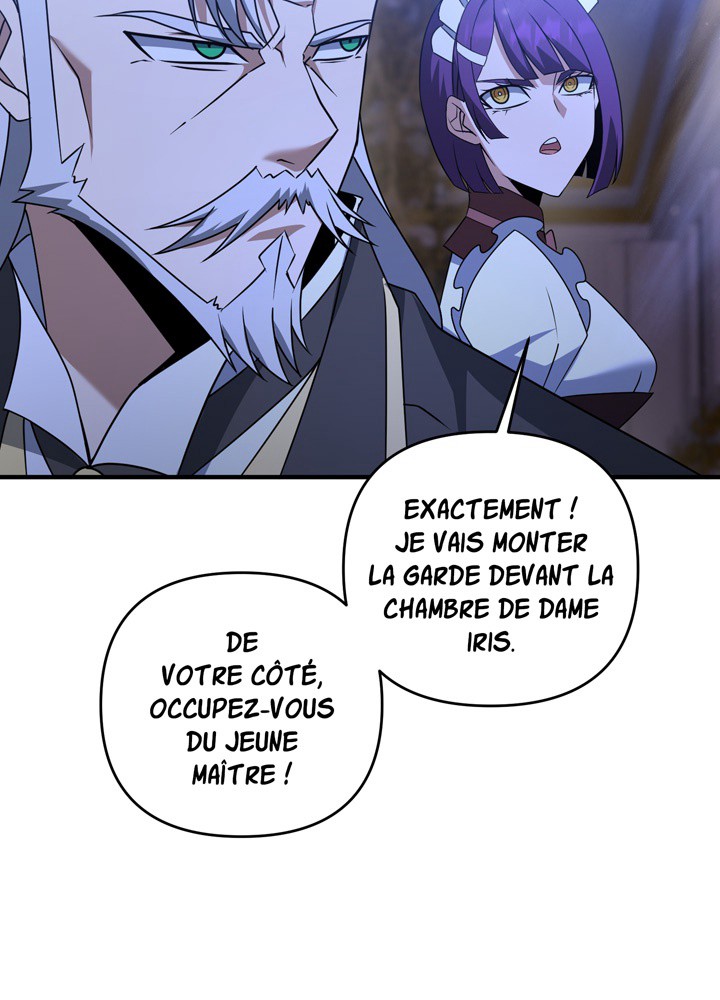 EXACTEMENT !
JE VAIS MONTER
LA GARDE DEVANT LA
CHAMBRE DE DAME
IRIS.
DE
VOTRE CÔTÉ,
OCCUPEZ-VOUS
DU JEUNE
MAÎTRE !